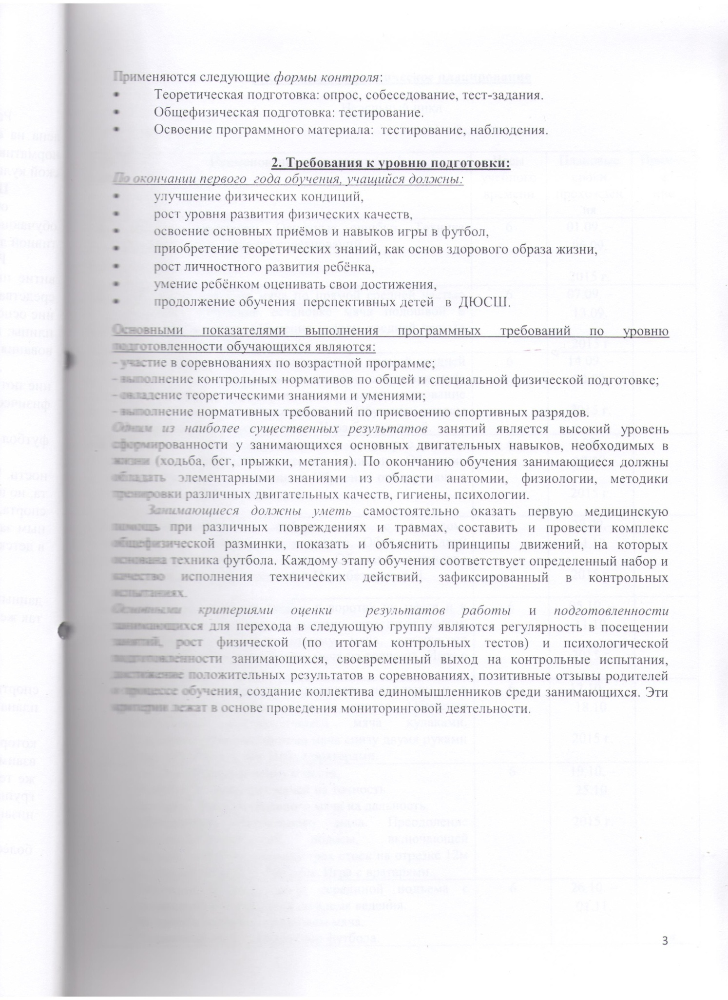 Применяются следующие формы контроля:
• Теоретическая подготовка: опрос, собеседование, тест-задания.
• Общефизическая подготовка: тестирование.
• Освоение программного материала:  тестирование, наблюдения.
2. Требования к уровню подготовки:
По окончании первого  года обучения, учащийся должны:
• улучшение физических кондиций,
• рост уровня развития физических качеств,
• освоение основных приёмов и навыков игры в футбол,
• приобретение теоретических знаний, как основ здорового образа жизни,
• рост личностного развития ребёнка,
• умение ребёнком оценивать свои достижения,
• продолжение обучения  перспективных детей  в  ДЮСШ.
Основными показателями выполнения программных требований по уровню
подготовленности обучающихся являются:
- участие в соревнованиях по возрастной программе;
- выполнение контрольных нормативов по общей и специальной физической подготовке;
- овладение теоретическими знаниями и умениями;
- выполнение нормативных требований по присвоению спортивных разрядов.
Одним из наиболее существенных результатов занятий является высокий уровень
сформированности у занимающихся основных двигательных навыков, необходимых в
жизни (ходьба, бег, прыжки, метания). По окончанию обучения занимающиеся должны
обладать элементарными знаниями из области анатомии, физиологии, методики
тренировки различных двигательных качеств, гигиены, психологии.
Занимающиеся должны уметь самостоятельно оказать первую медицинскую
помощь при различных повреждениях и травмах, составить и провести комплекс
общефизической разминки, показать и объяснить принципы движений, на которых
основана техника футбола. Каждому этапу обучения соответствует определенный набор и
качество исполнения технических действий, зафиксированный в контрольных
испытаниях.
Основными критериями оценки результатов работы и подготовленности
занимающихся для перехода в следующую группу являются регулярность в посещении
занятий, рост физической (по итогам контрольных тестов) и психологической
подготовленности занимающихся, своевременный выход на контрольные испытания,
достижение положительных результатов в соревнованиях, позитивные отзывы родителей
о процессе обучения, создание коллектива единомышленников среди занимающихся. Эти
критерии лежат в основе проведения мониторинговой деятельности.
3